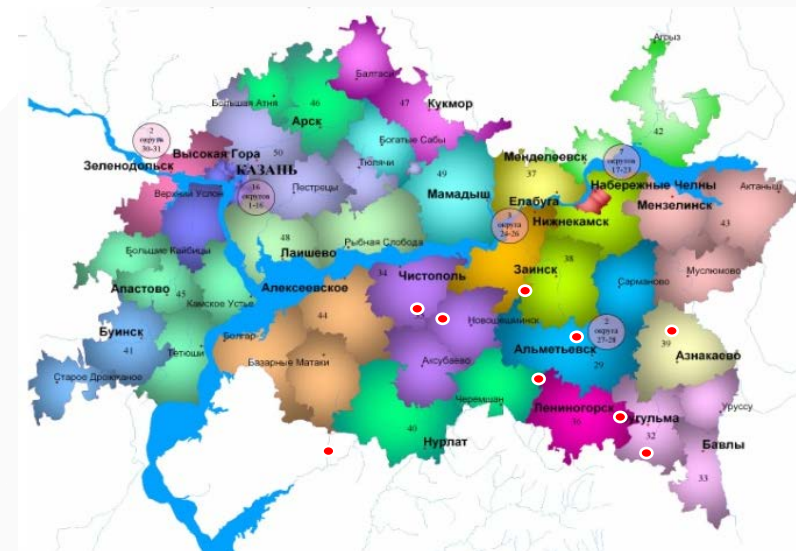 Агрыз
Балтаси
Большая Атня
46
47
Кукмор
Арск
42
2
округа
30-31
Богатые Сабы
7
округов
17-23
Высокая Гора
50
Менделеевск
Зеленодольск
КАЗАНЬ
Тюлячи
49
37
Набережные Челны
16
округов
1-16
Пестрецы
Мамадыш
Елабуга
Актаныш
Верхний Услон
Мензелинск
43
3
округа
24-26
Нижнекамск
48
Рыбная Слобода
Большие Кайбицы
Лаишево
34
Чистополь
Заинск
38
Муслюмово
Апастово
45
Алексеевское
Сарманово
Камское Устье
44
Новошешминск
2
округа
27-28
Буинск
Болгар
39
41
Тетюши
Базарные Матаки
Альметьевск
Азнакаево
Аксубаево
29
Старое Дрожжаное
Черемшан
Лениногорск
Уруссу
40
32
Нурлат
Бавлы
33